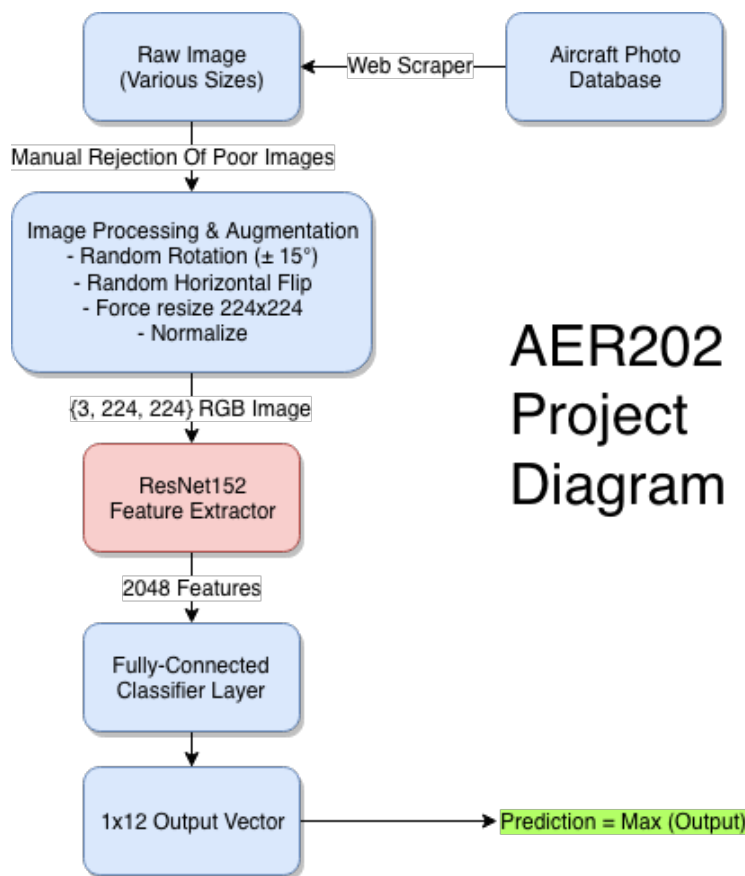 Raw Image
(Various Sizes)
Web Scraper
Aircraft Photo
Database
Manual Rejection Of Poor Images
Image Processing & Augmentation
- Random Rotation (± 15°)
- Random Horizontal Flip
- Force resize 224x224
- Normalize
{3, 224, 224} RGB Image
AER202
Project
Diagram
ResNet152
Feature Extractor
2048 Features
Fully-Connected
Classifier Layer
1x12 Output Vector
Prediction = Max (Output)